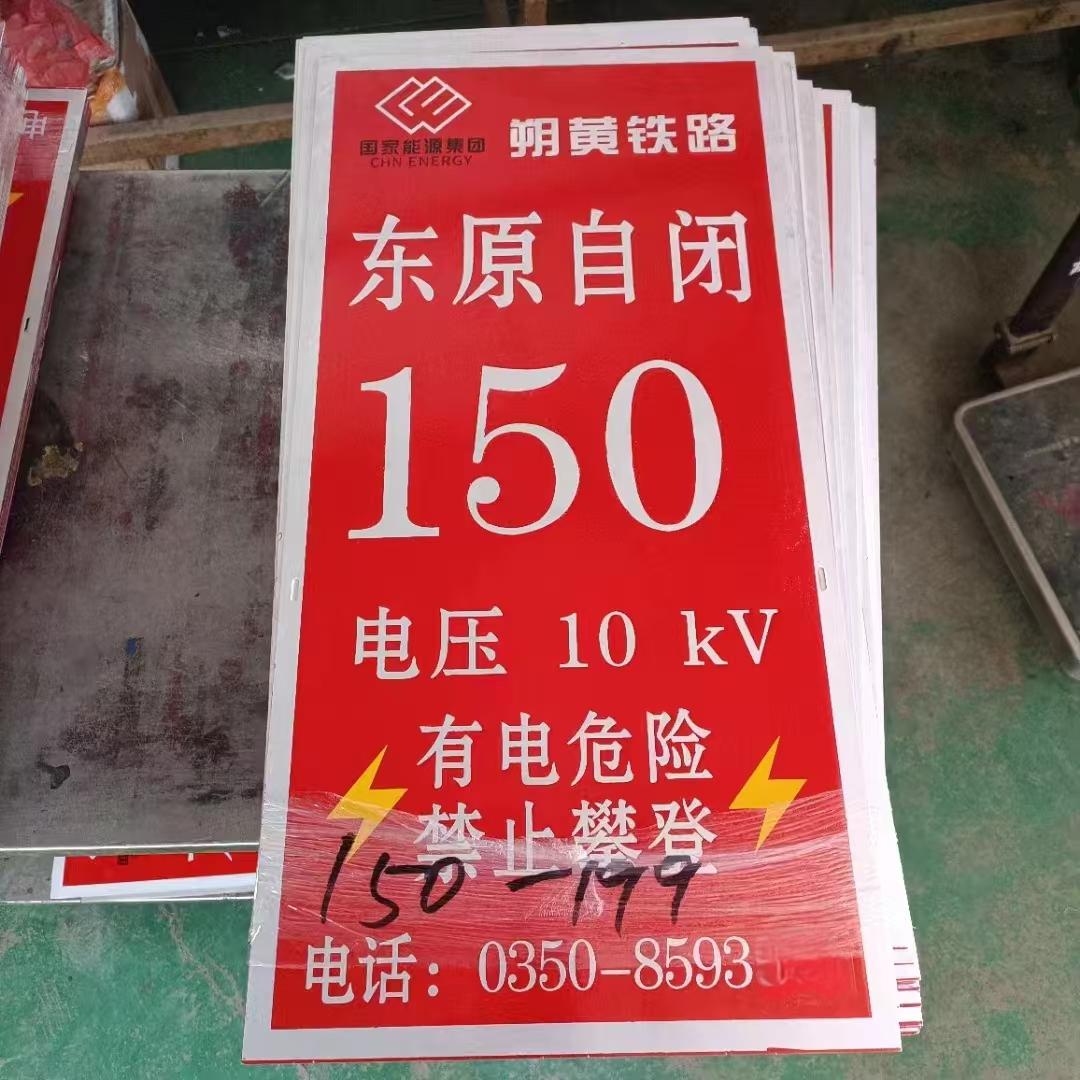 国家能源集团
CHN ENERGY
朔黄铁路
东原自闭
150
电压 10 kV
有电危险
禁止攀登
150-199
电话：0350-8593